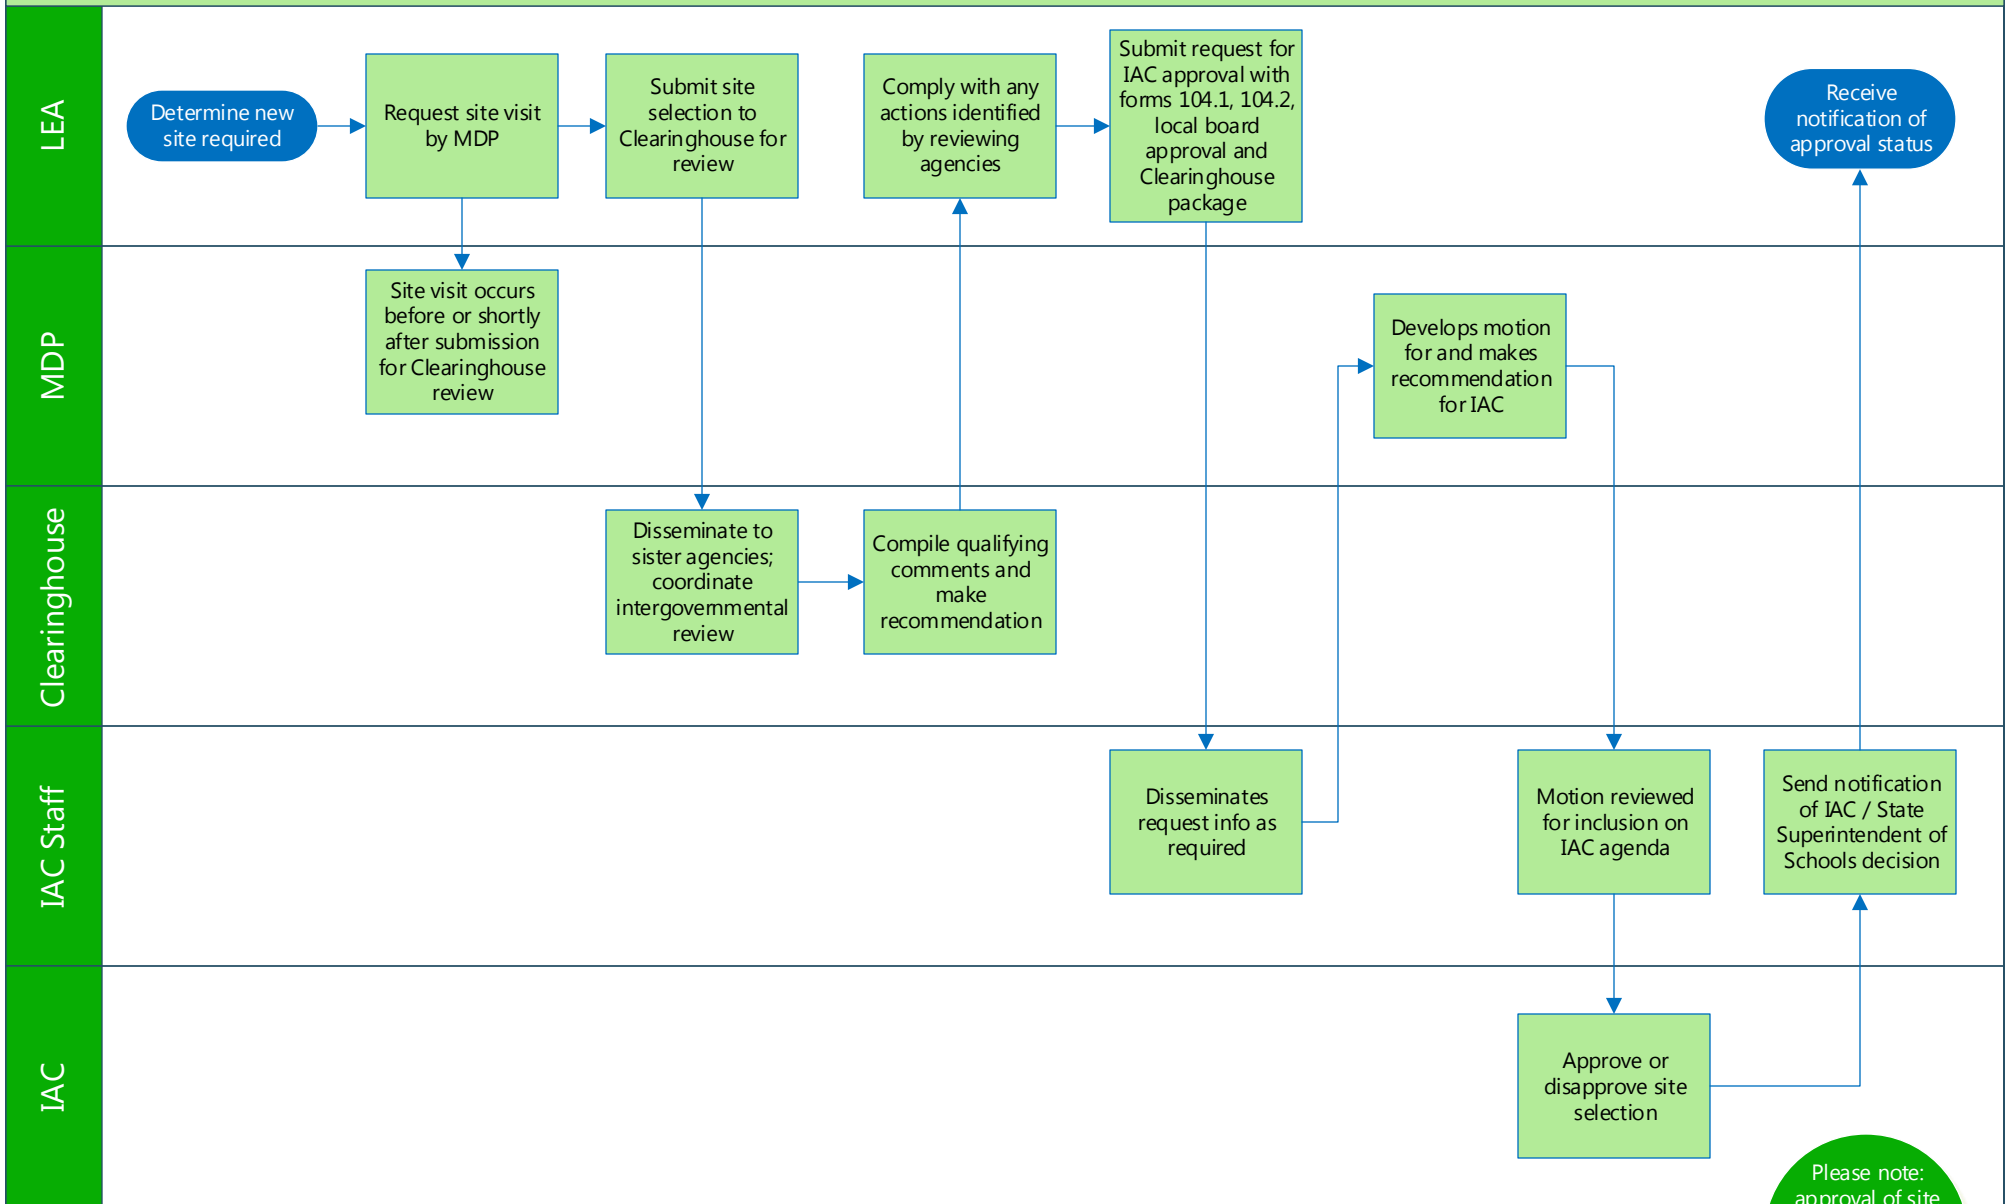 LEA
Determine new
site required
Request site visit
by MDP
Submit site
selection to
Clearinghouse for
review
Comply with any
actions identified
by reviewing
agencies
Submit request for
IAC approval with
forms 104.1, 104.2,
local board
approval and
Clearinghouse
package
Receive
notification of
approval status
MDP
Site visit occurs
before or shortly
after submission
for Clearinghouse
review
Develops motion
for and makes
recommendation
for IAC
Clearinghouse
Disseminate to
sister agencies;
coordinate
intergovernmental
review
Compile qualifying
comments and
make
recommendation
IAC Staff
Disseminates
request info as
required
Motion reviewed
for inclusion on
IAC agenda
Send notification
of IAC / State
Superintendent of
Schools decision
IAC
Approve or
disapprove site
selection
Please note:
approval of site